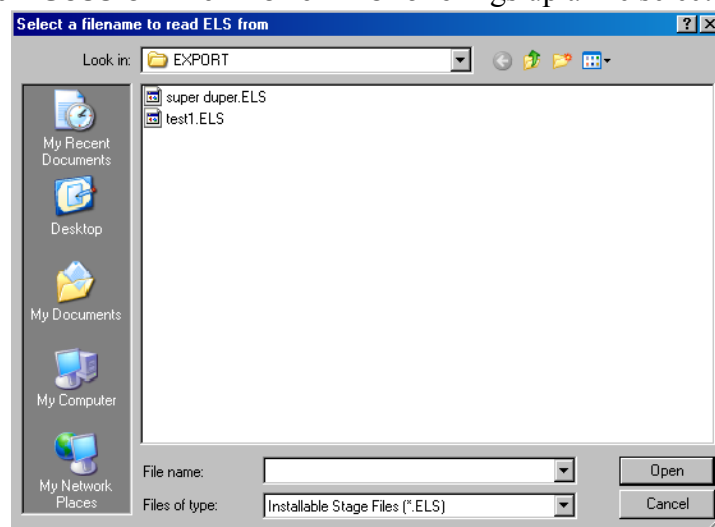 Select a filename to read ELS from
Look in: EXPORT
super duper.ELS
test1.ELS
My Recent
Documents
Desktop
My Documents
My Computer
My Network
Places
File name: Open
Files of type: Installable Stage Files (*.ELS) Cancel